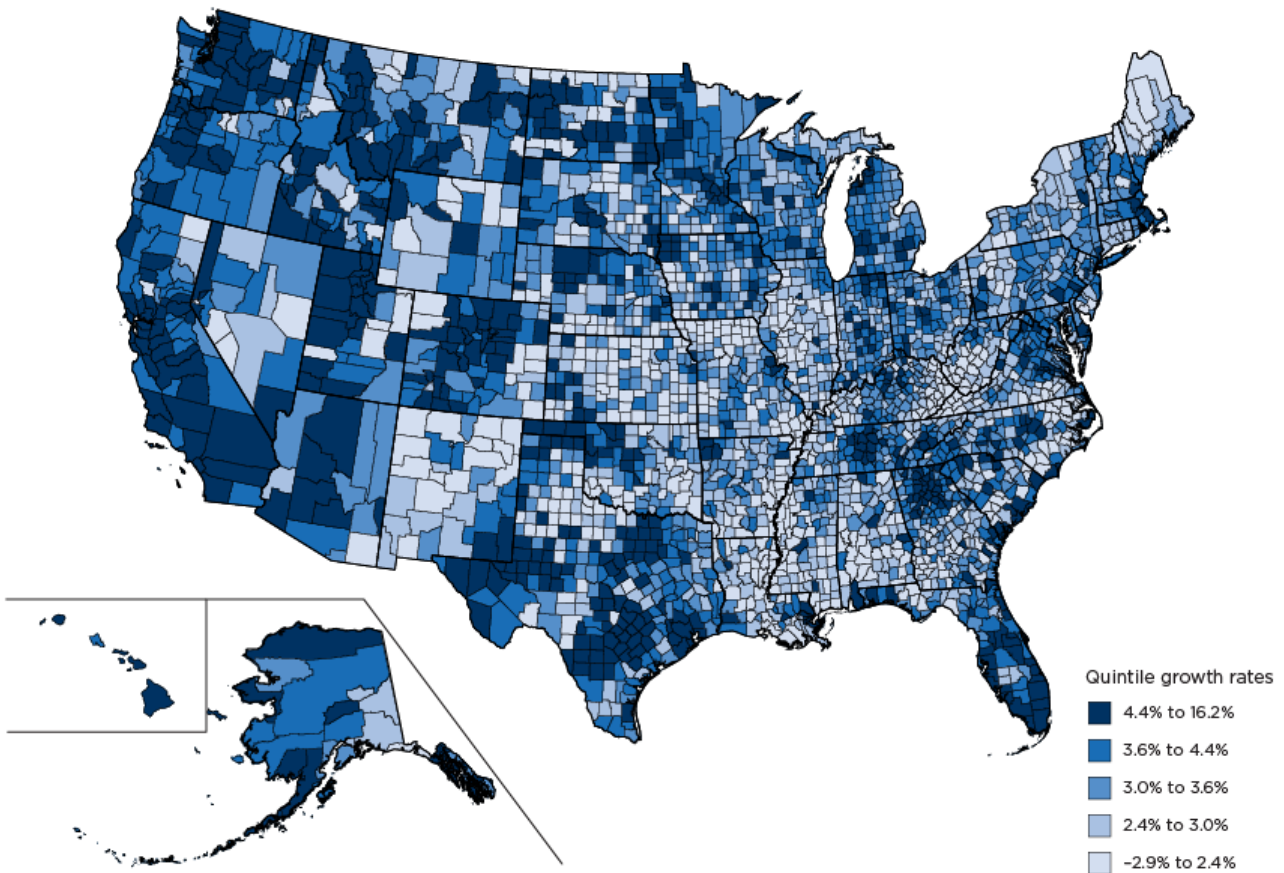 Quintile growth rates
4.4% to 16.2%
3.6% to 4.4%
3.0% to 3.6%
2.4% to 3.0%
–2.9% to 2.4%